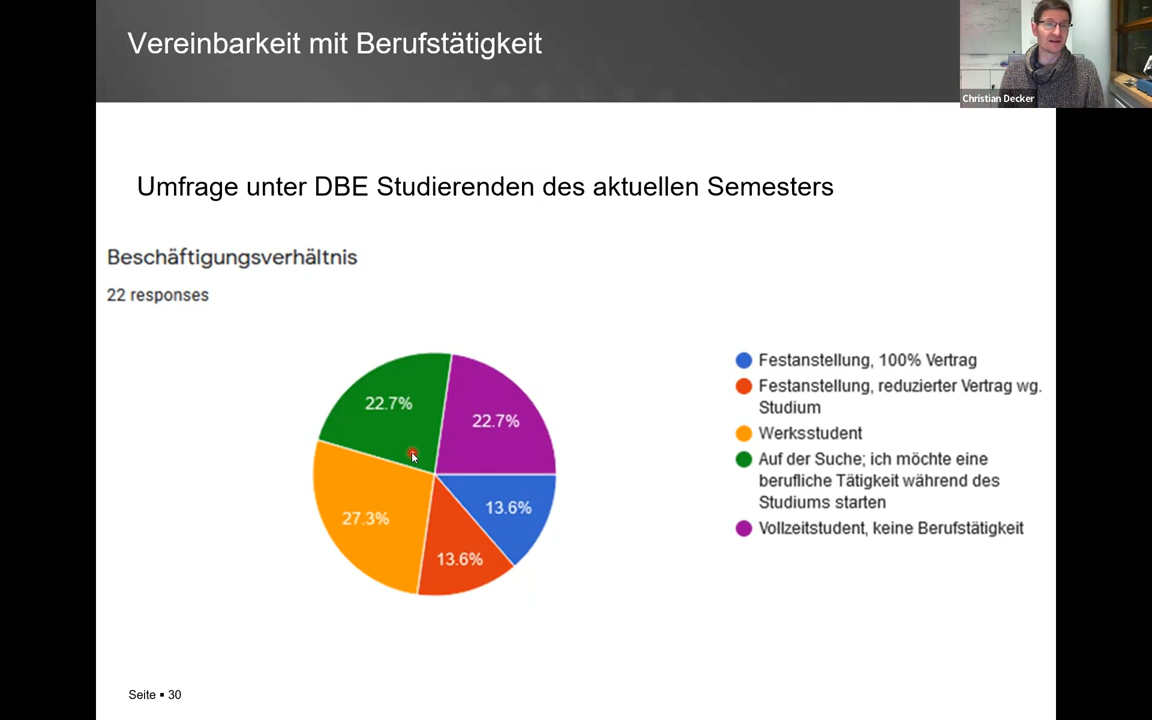 Vereinbarkeit mit Berufstätigkeit
Christian Decker
Umfrage unter DBE Studierenden des aktuellen Semesters
Beschäftigungsverhältnis
22 responses
22.7%
22.7%
27.3%
13.6%
13.6%
Festanstellung, 100% Vertrag
Festanstellung, reduzierter Vertrag wg.
Studium
Werksstudent
Auf der Suche; ich möchte eine
berufliche Tätigkeit während des
Studiums starten
Vollzeitstudent, keine Berufstätigkeit
Seite ▪ 30